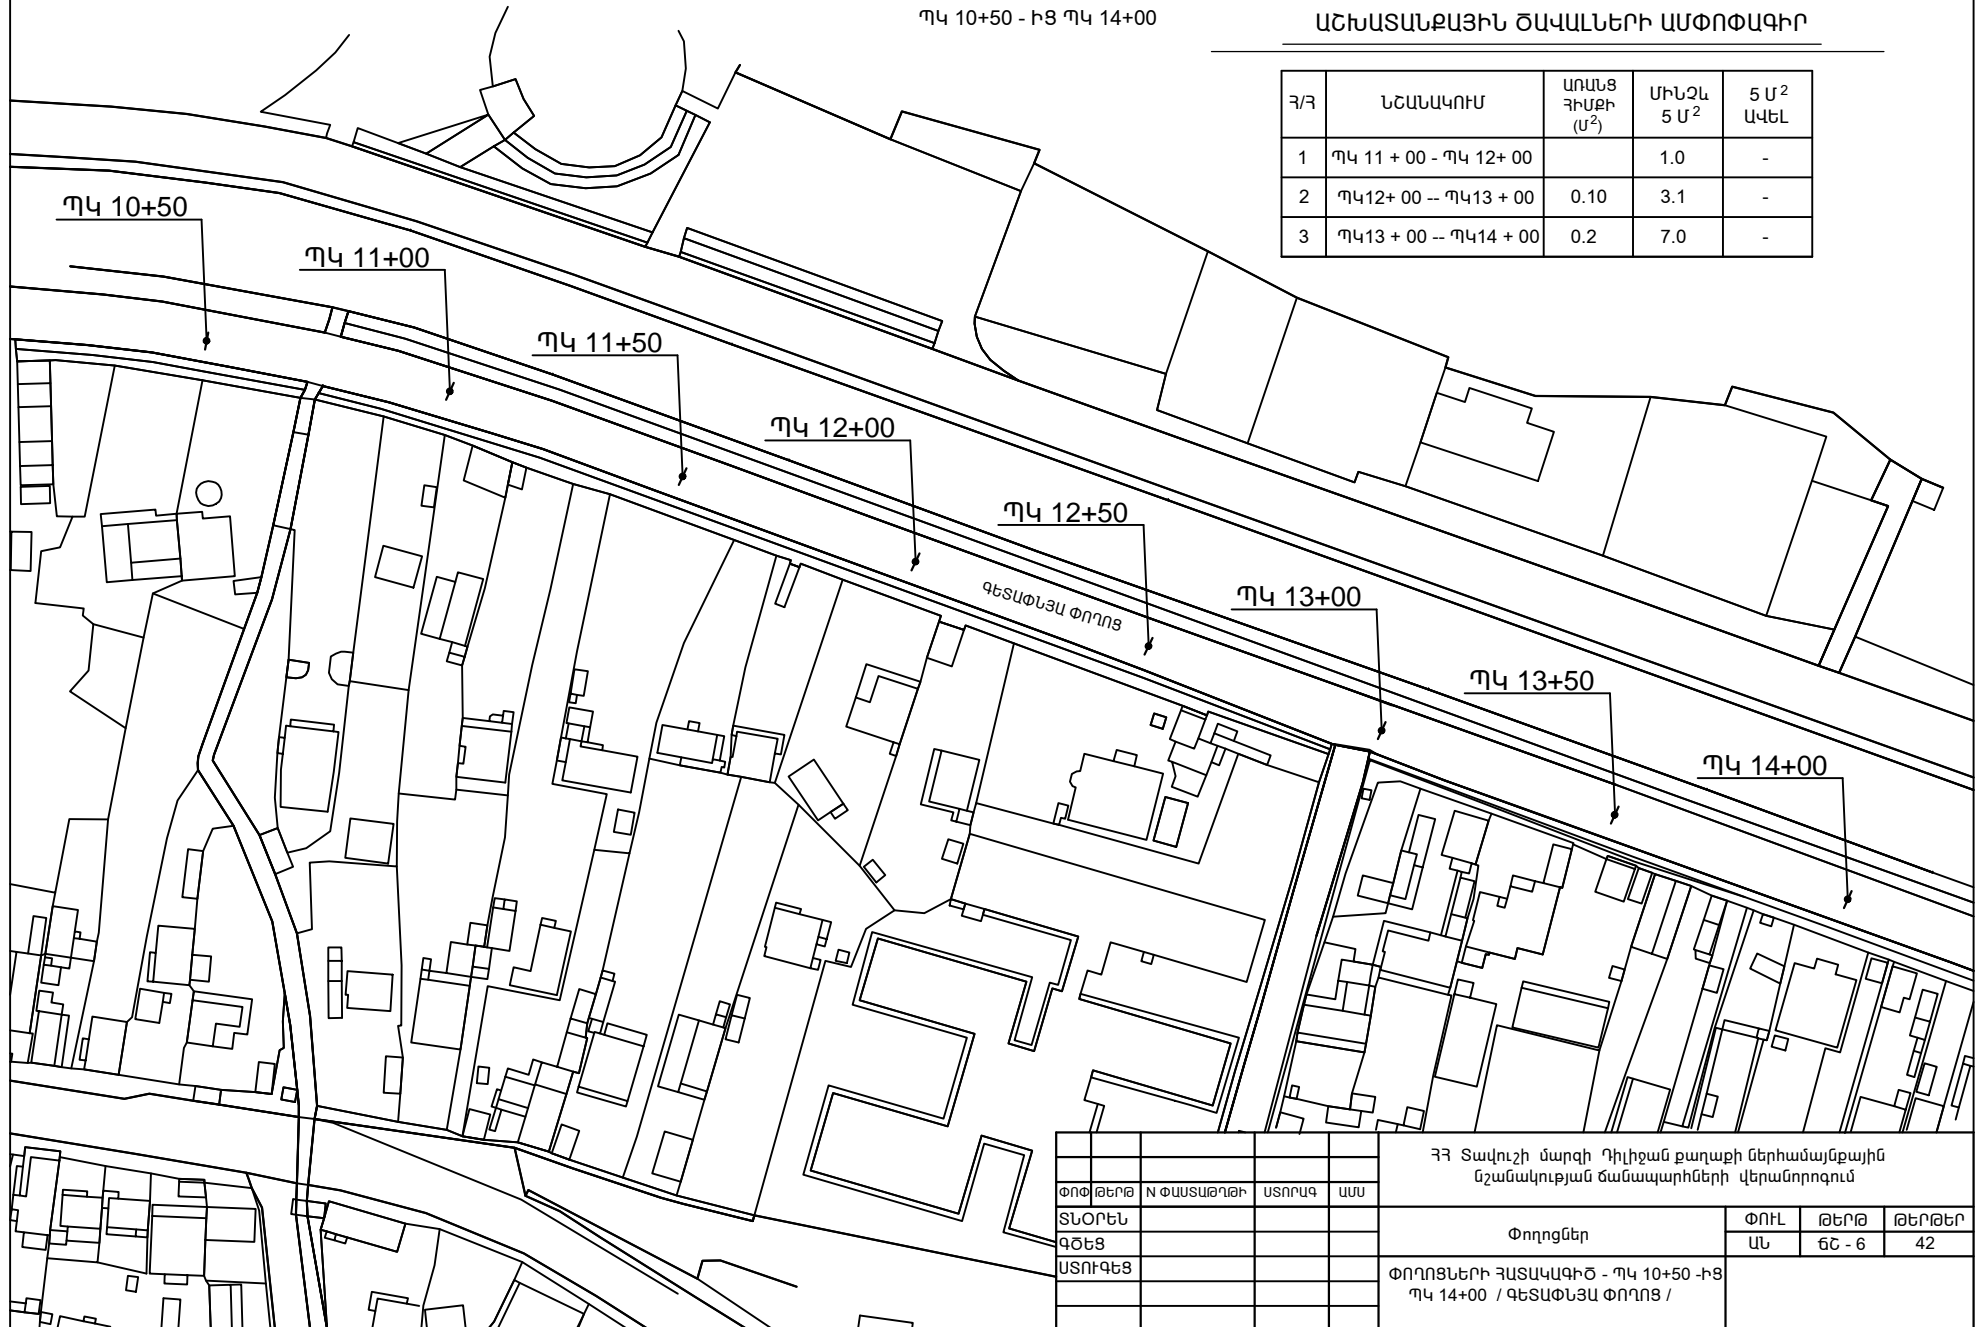 ՊԿ 10+50 - ԻՑ ՊԿ 14+00
ԱՇԽԱՏԱՆՔԱՅԻՆ ԾԱՎԱԼՆԵՐԻ ԱՄՓՈՓԱԳԻՐ
Հ/Հ ՆՇԱՆԱԿՈՒՄ ԱՌԱՆՑ ՀԻՄՔԻ (Մ2) ՄԻՆՉև 5 Մ2 5 Մ2 ԱՎԵԼ
1 ՊԿ 11 + 00 - ՊԿ 12+ 00 1.0 -
2 ՊԿ12+ 00 -- ՊԿ13 + 00 0.10 3.1 -
3 ՊԿ13 + 00 -- ՊԿ14 + 00 0.2 7.0 -
ՊԿ 10+50
ՊԿ 11+00
ՊԿ 11+50
ՊԿ 12+00
ՊԿ 12+50
ԳԵՏԱՓՆՅԱ ՓՈՂՈՑ
ՊԿ 13+00
ՊԿ 13+50
ՊԿ 14+00
ՀՀ Տավուշի մարզի Դիլիջան քաղաքի ներհամայնքային
նշանակության ճանապարհների վերանորոգում
ՓՈՓ ԹԵՐԹ N ՓԱՍՏԱԹՂԹԻ ՍՏՈՐԱԳ ԱՄՍ
ՏՆՕՐԵՆ
ԳԾԵՑ
ՍՏՈՒԳԵՑ
Փողոցներ
ՓՈՒԼ ԹԵՐԹ ԹԵՐԹԵՐ
ԱՆ ՃՇ - 6 42
ՓՈՂՈՑՆԵՐԻ ՀԱՏԱԿԱԳԻԾ - ՊԿ 10+50 -ԻՑ
ՊԿ 14+00 / ԳԵՏԱՓՆՅԱ ՓՈՂՈՑ /